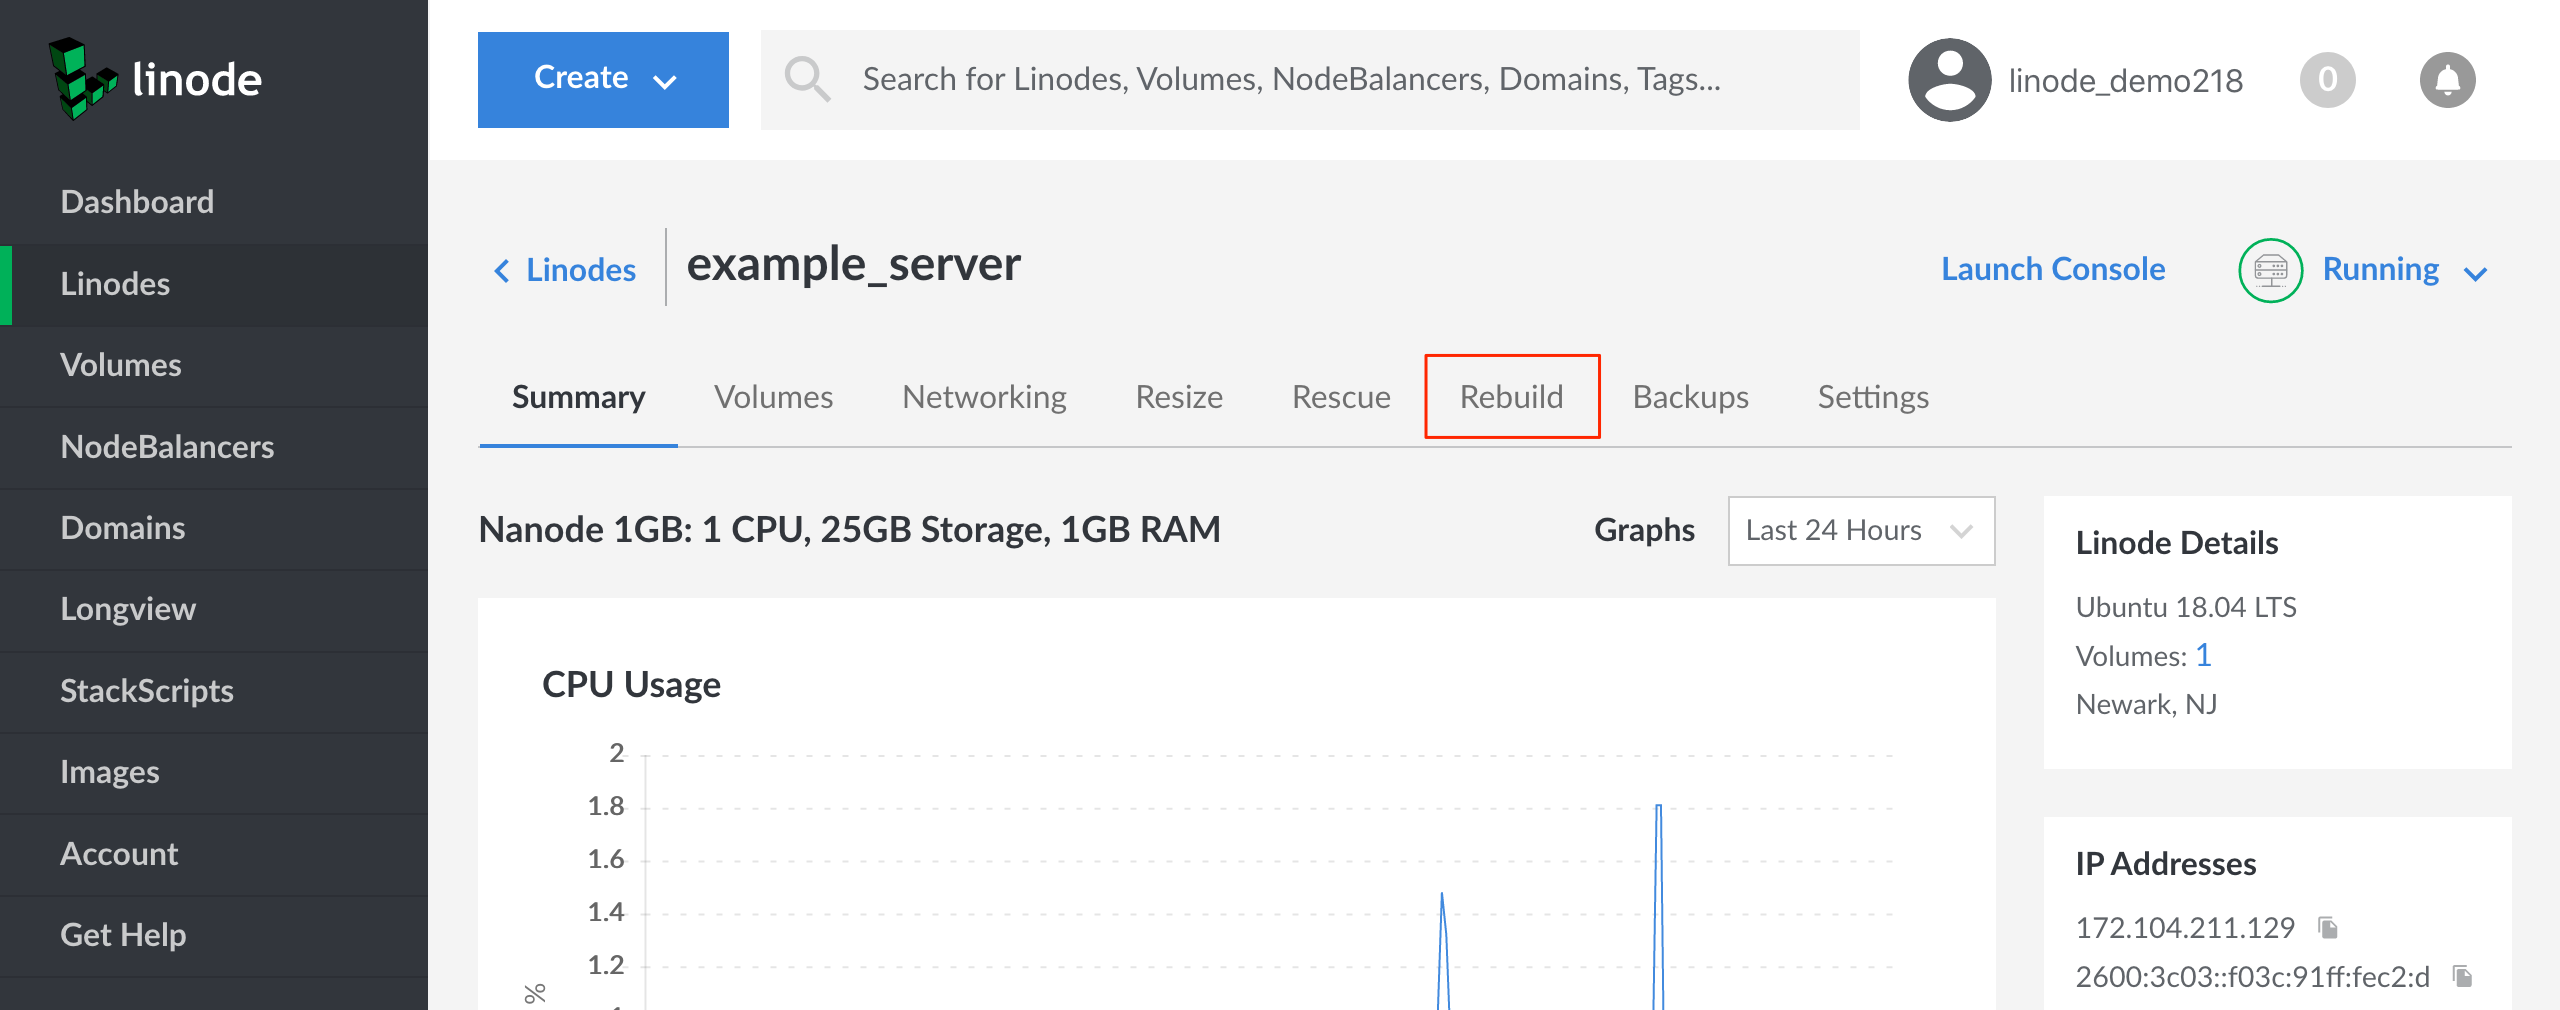 linode
Create
Search for Linodes, Volumes, NodeBalancers, Domains, Tags...
linode_demo218
0
Dashboard
Linodes
Volumes
NodeBalancers
Domains
Longview
StackScripts
Images
Account
Get Help
Linodes
example_server
Launch Console
Running
Summary
Volumes
Networking
Resize
Rescue
Rebuild
Backups
Settings
Nanode 1GB: 1 CPU, 25GB Storage, 1GB RAM
Graphs
Last 24 Hours
CPU Usage
2
1.8
1.6
1.4
1.2
%
Linode Details
Ubuntu 18.04 LTS
Volumes: 1
Newark, NJ
IP Addresses
172.104.211.129
2600:3c03::f03c:91ff:fec2:d